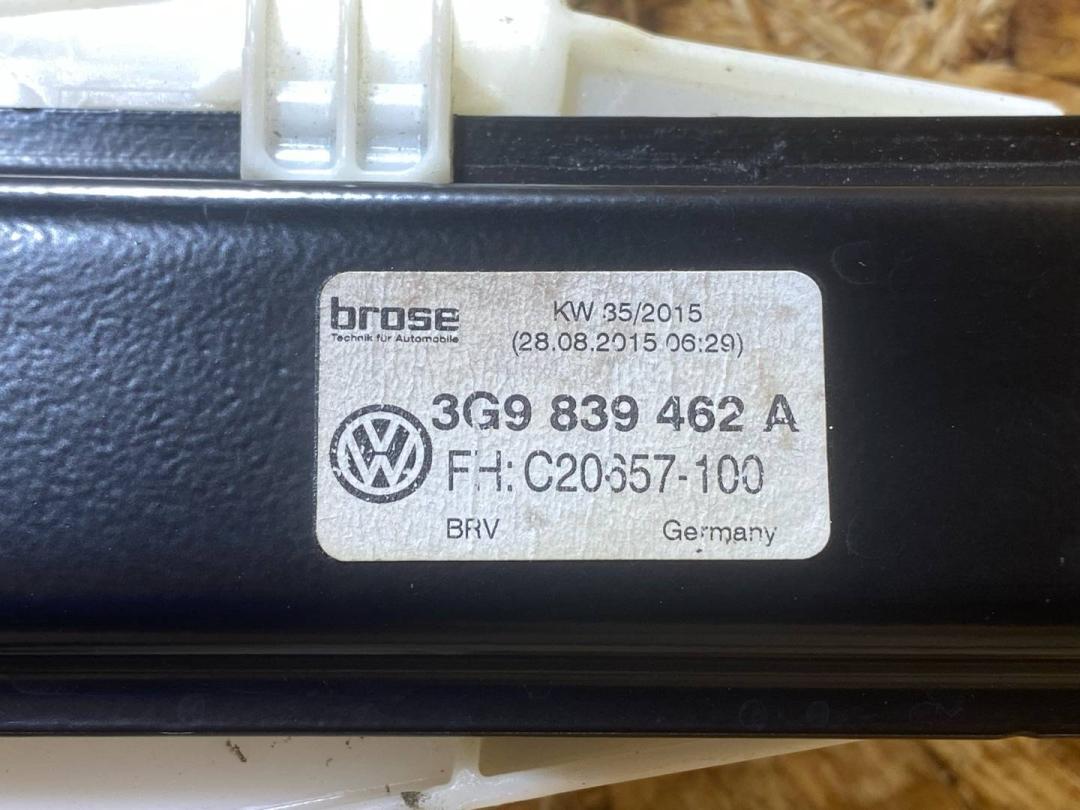 brose
Technik für Automobile
KW 35/2015
(28.08.2015 06:29)
3G9 839 462 A
FH: C20657-100
BRV
Germany